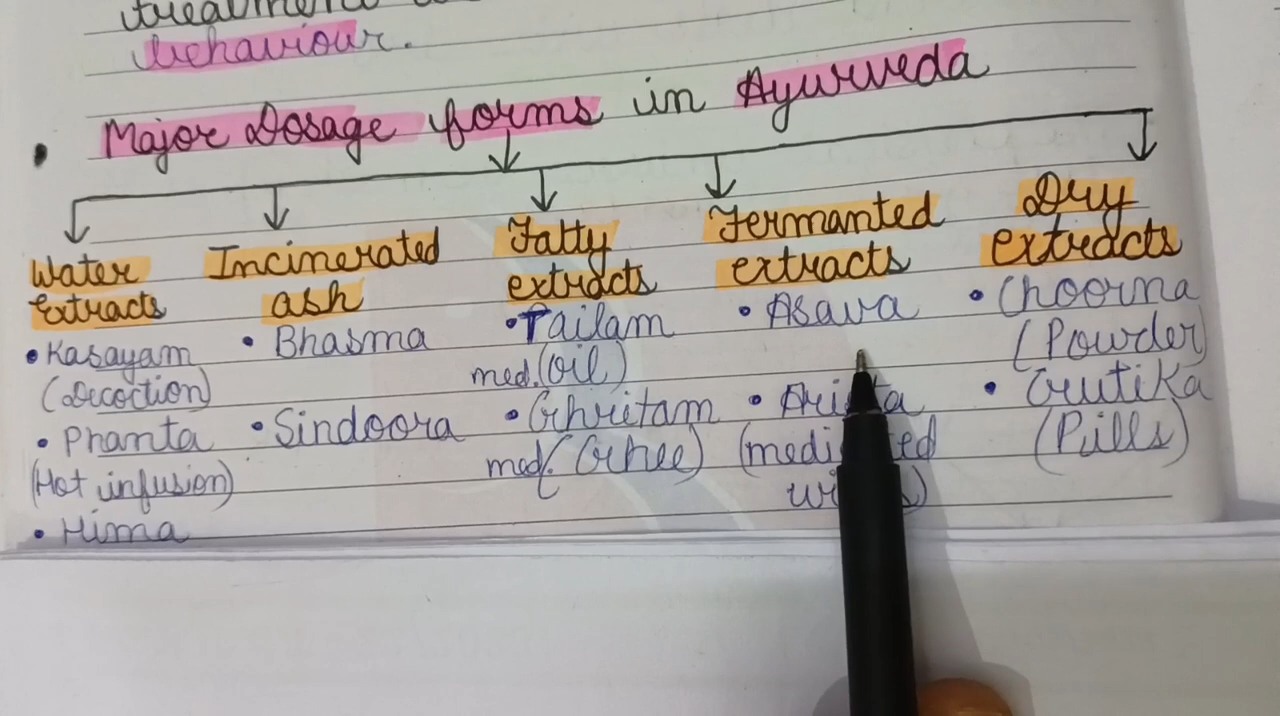 behaviour.
• Major Dosage forms in Ayurveda
Water
Extracts
• Kasayam
(Decoction)
• Phanta
(Hot infusion)
• Hima
Incinerated
ash
• Bhasma
• Sindoora
Fatty
extracts
• Tailam
med. (oil)
• Ghritam
med. (Ghee)
Fermanted
extracts
• Asava
•
Dry
extracts
• Choorna
(Powder)
• Gutika
(Pills)